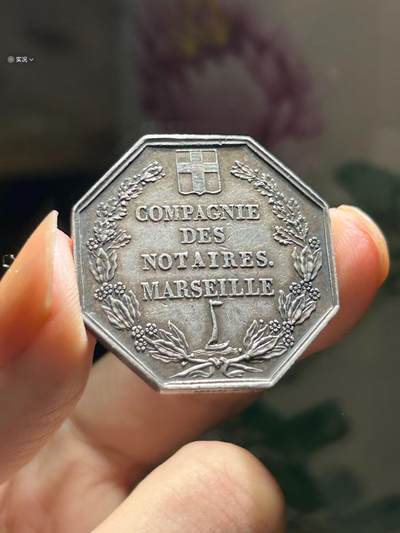 实况
COMPAGNIE
DES
NOTAIRES.
MARSEILLE.